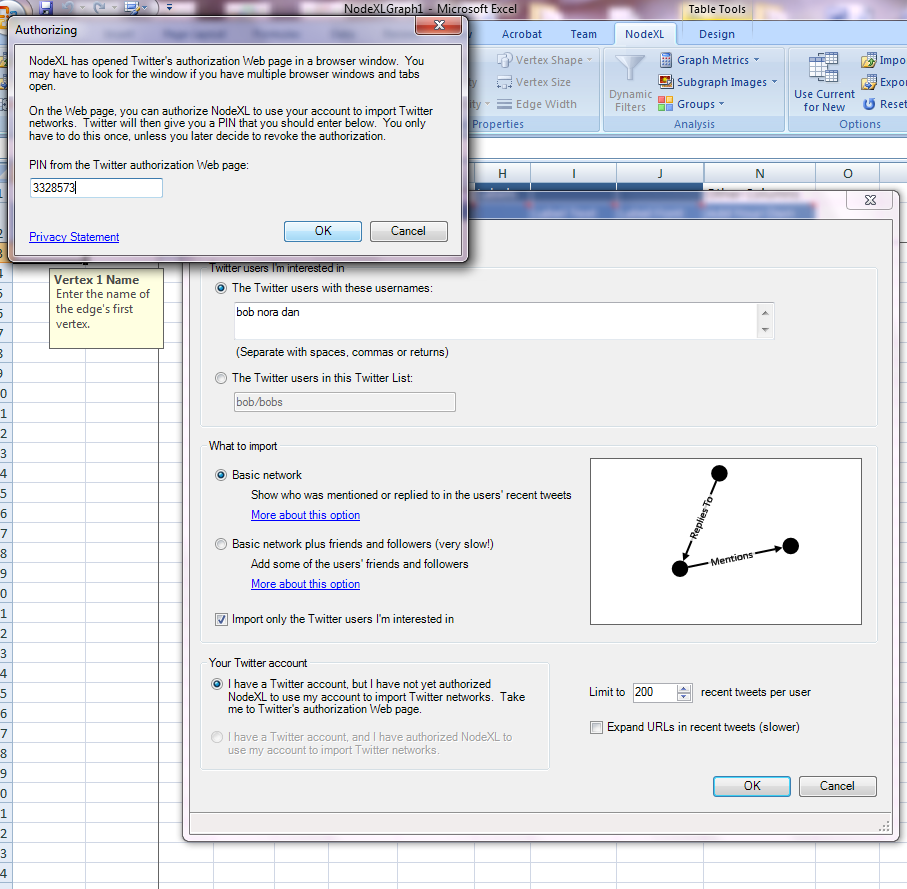 NodeXLGraph1 - Microsoft Excel
Table Tools
Acrobat
Team
NodeXL
Design
Vertex Shape
Vertex Size
Edge Width
Properties
Dynamic
Filters
Graph Metrics
Subgraph Images
Groups
Analysis
Use Current
for New
Impo
Expor
Reset
Options
Authorizing
NodeXL has opened Twitter's authorization Web page in a browser window. You
may have to look for the window if you have multiple browser windows and tabs
open.
On the Web page, you can authorize NodeXL to use your account to import Twitter
networks. Twitter will then give you a PIN that you should enter below. You only
have to do this once, unless you later decide to revoke the authorization.
PIN from the Twitter authorization Web page:
3328573
Privacy Statement
OK
Cancel
H
I
J
N
O
Vertex 1 Name
Enter the name of
the edge's first
vertex.
Twitter users I'm interested in
The Twitter users with these usernames:
bob nora dan
(Separate with spaces, commas or returns)
The Twitter users in this Twitter List:
bob/bobs
What to import
Basic network
Show who was mentioned or replied to in the users' recent tweets
More about this option
Basic network plus friends and followers (very slow!)
Add some of the users' friends and followers
More about this option
Import only the Twitter users I'm interested in
Replies To
Mentions
Your Twitter account
I have a Twitter account, but I have not yet authorized
NodeXL to use my account to import Twitter networks. Take
me to Twitter's authorization Web page.
I have a Twitter account, and I have authorized NodeXL to
use my account to import Twitter networks.
Limit to 200 recent tweets per user
Expand URLs in recent tweets (slower)
OK
Cancel